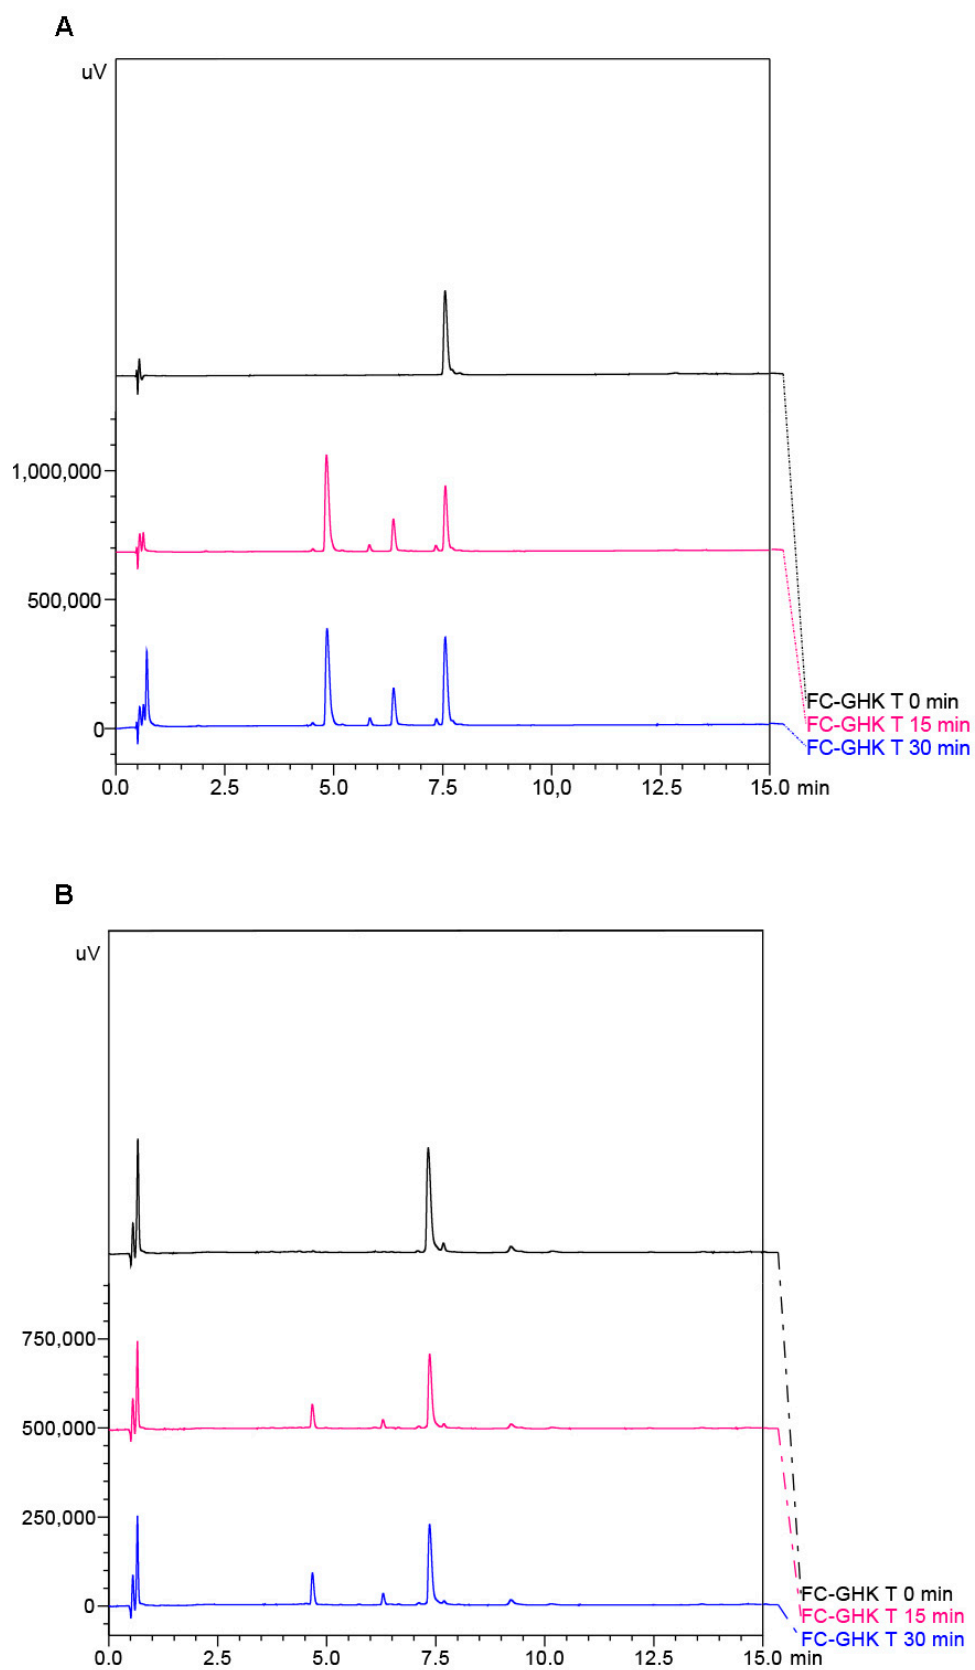 A
uV
1,000,000
500,000
0
FC-GHK T 0 min
FC-GHK T 15 min
FC-GHK T 30 min
0.0 2.5 5.0 7.5 10,0 12.5 15.0 min
B
uV
750,000
500,000
250,000
0
FC-GHK T 0 min
FC-GHK T 15 min
FC-GHK T 30 min
0.0 2.5 5.0 7.5 10.0 12.5 15.0 min